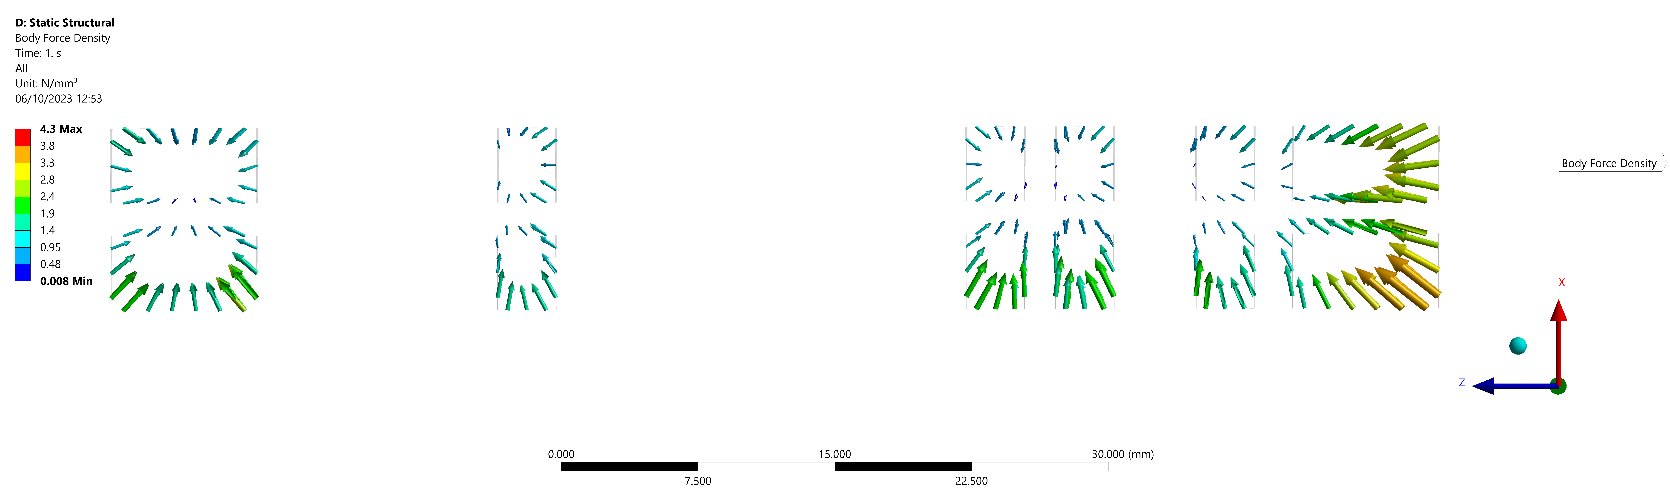 D: Static Structural
Body Force Density
Time: 1. s
All
Unit: N/mm³
06/10/2023 12:53
4.3 Max
3.8
3.3
2.8
2.4
1.9
1.4
0.95
0.48
0.008 Min
Body Force Density
X
Z
0.000 15.000 30.000 (mm)
7.500 22.500